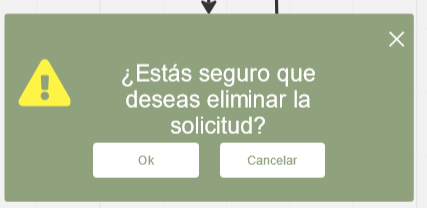 ¿Estás seguro que
deseas eliminar la
solicitud?
Ok
Cancelar